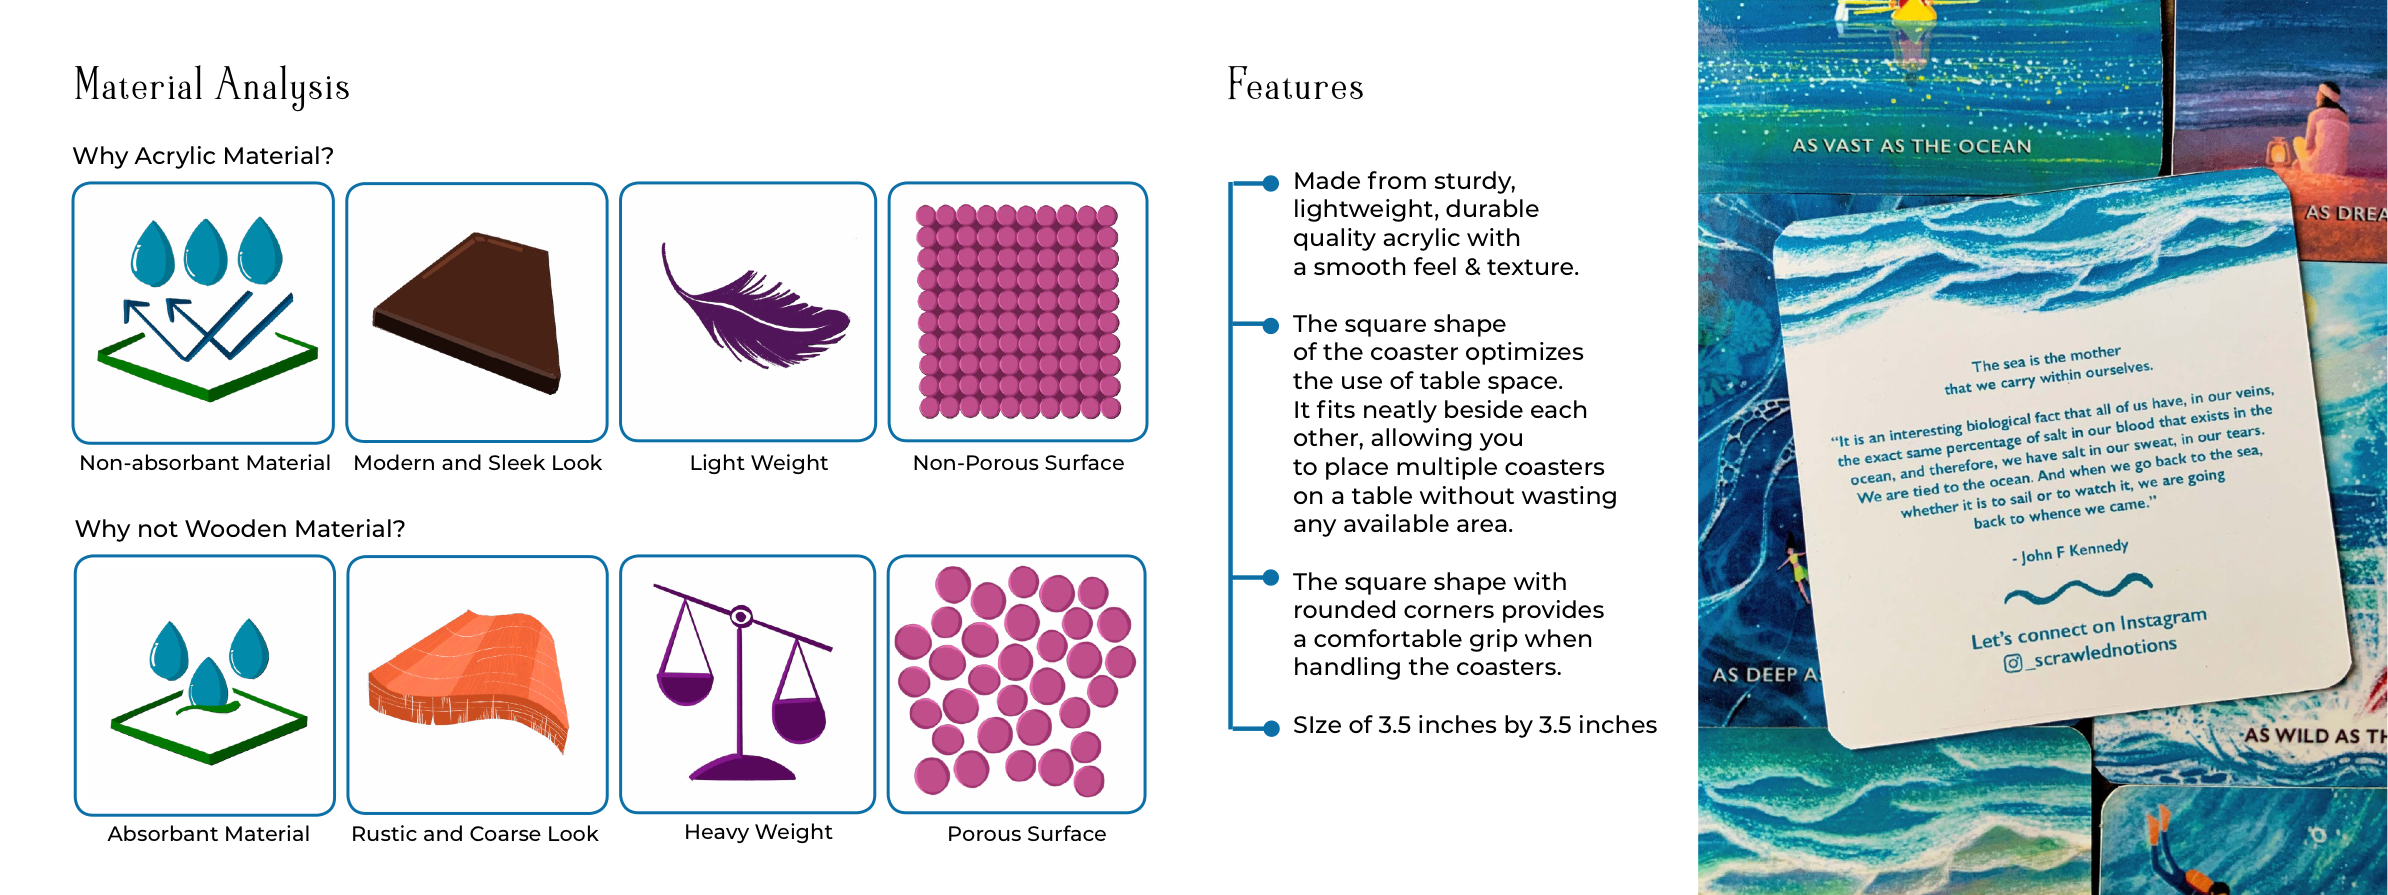 Material Analysis
Why Acrylic Material?
Non-absorbant Material
Modern and Sleek Look
Light Weight
Non-Porous Surface
Why not Wooden Material?
Absorbant Material
Rustic and Coarse Look
Heavy Weight
Porous Surface
Features
Made from sturdy,
lightweight, durable
quality acrylic with
a smooth feel & texture.
The square shape
of the coaster optimizes
the use of table space.
It fits neatly beside each
other, allowing you
to place multiple coasters
on a table without wasting
any available area.
The square shape with
rounded corners provides
a comfortable grip when
handling the coasters.
SIze of 3.5 inches by 3.5 inches
AS VAST AS THE OCEAN
AS DREA
The sea is the mother
that we carry within ourselves.
“It is an interesting biological fact that all of us have, in our veins,
the exact same percentage of salt in our blood that exists in the
ocean, and therefore, we have salt in our sweat, in our tears.
We are tied to the ocean. And when we go back to the sea,
whether it is to sail or to watch it, we are going
back to whence we came.”
- John F Kennedy
Let's connect on Instagram
_scrawlednotions
AS DEEP A
AS WILD AS TH